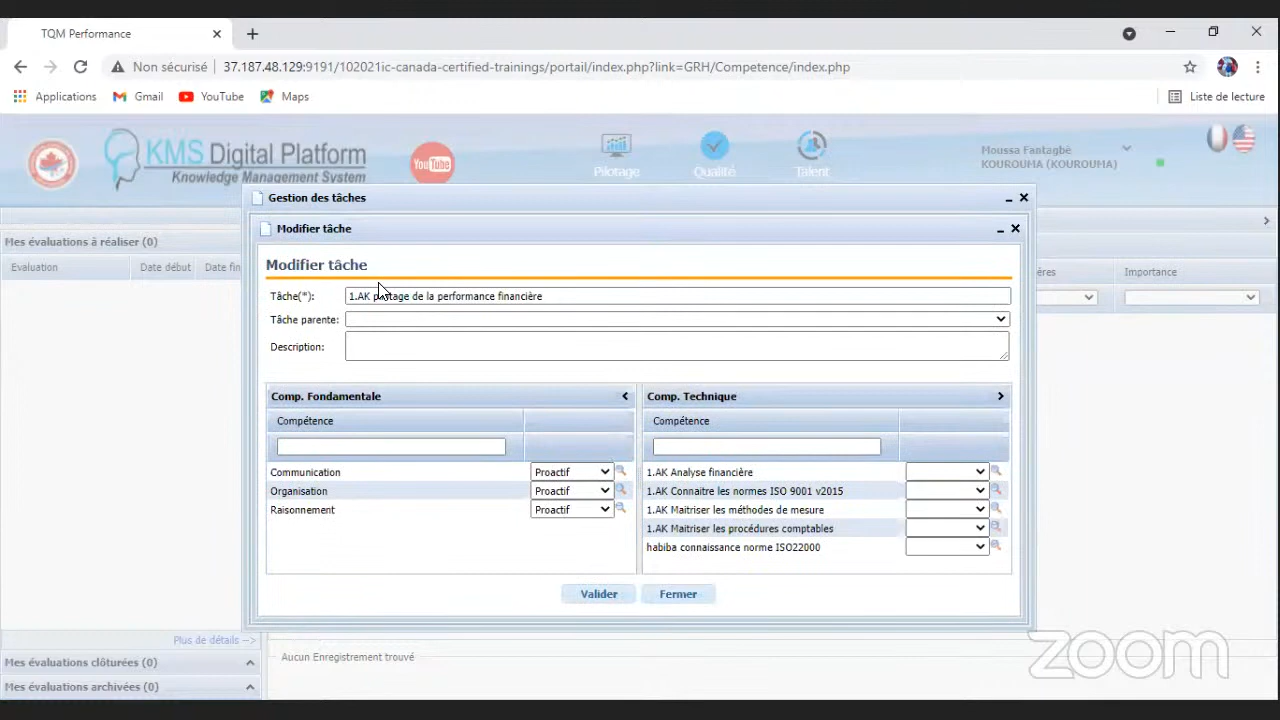 TQM Performance
Non sécurisé
37.187.48.129:9191/102021ic-canada-certified-trainings/portail/index.php?link=GRH/Competence/index.php
Applications
Gmail
YouTube
Maps
Liste de lecture
KMS Digital Platform
Knowledge Management System
YouTube
Pilotage
Qualité
Talent
Moussa Fantagbè
KOUROUMA (KOUROUMA)
Gestion des tâches
Modifier tâche
Mes évaluations à réaliser (0)
Evaluation
Date début
Date fin
Importance
Modifier tâche
Tâche(*):
1.AK de la performance financière
Tâche parente:
Description:
Comp. Fondamentale
Comp. Technique
Compétence
Compétence
Communication
Proactif
1.AK Analyse financière
Organisation
Proactif
1.AK Connaitre les normes ISO 9001 v2015
Raisonnement
Proactif
1.AK Maitriser les méthodes de mesure
1.AK Maitriser les procédures comptables
habiba connaissance norme ISO22000
Valider
Fermer
Plus de détails -->
Mes évaluations clôturées (0)
Aucun Enregistrement trouvé
Mes évaluations archivées (0)
zoom